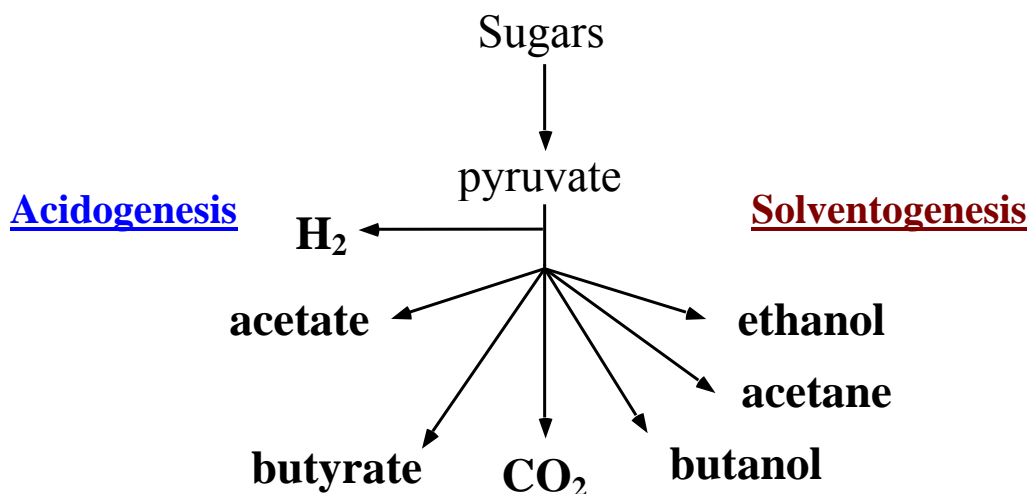 Sugars
pyruvate
Acidogenesis
Solventogenesis
H₂
acetate
ethanol
acetane
butyrate
CO₂
butanol